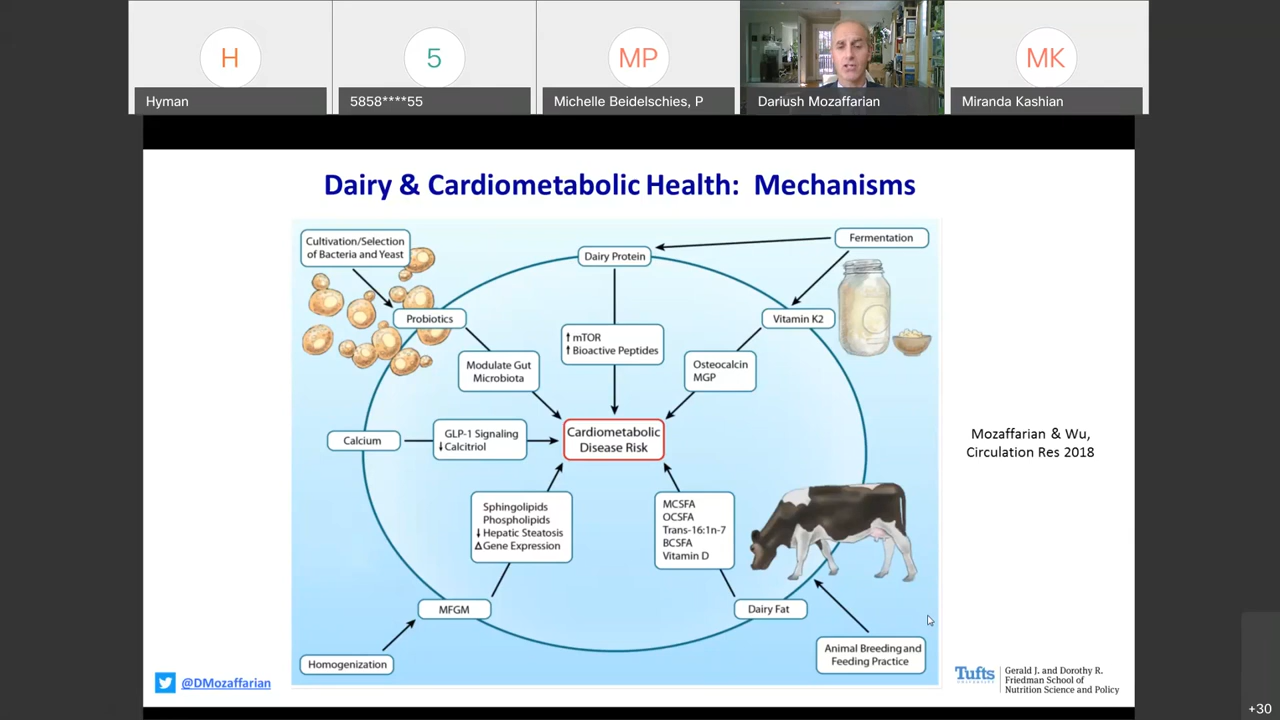 H
5
MP
MK
Hyman
5858****55
Michelle Beidelschies, P
Dariush Mozaffarian
Miranda Kashian
Dairy & Cardiometabolic Health: Mechanisms
Cultivation/Selection
of Bacteria and Yeast
Dairy Protein
Fermentation
Probiotics
Vitamin K2
↑ mTOR
↑ Bioactive Peptides
Modulate Gut
Microbiota
Osteocalcin
MGP
Calcium
GLP-1 Signaling
↓ Calcitriol
Cardiometabolic
Disease Risk
Mozaffarian & Wu,
Circulation Res 2018
Sphingolipids
Phospholipids
↓ Hepatic Steatosis
Δ Gene Expression
MCSFA
OCSFA
Trans-16:1n-7
BCSFA
Vitamin D
MFGM
Dairy Fat
Homogenization
Animal Breeding and
Feeding Practice
@DMozaffarian
Tufts
UNIVERSITY
Gerald J. and Dorothy R.
Friedman School of
Nutrition Science and Policy
+30